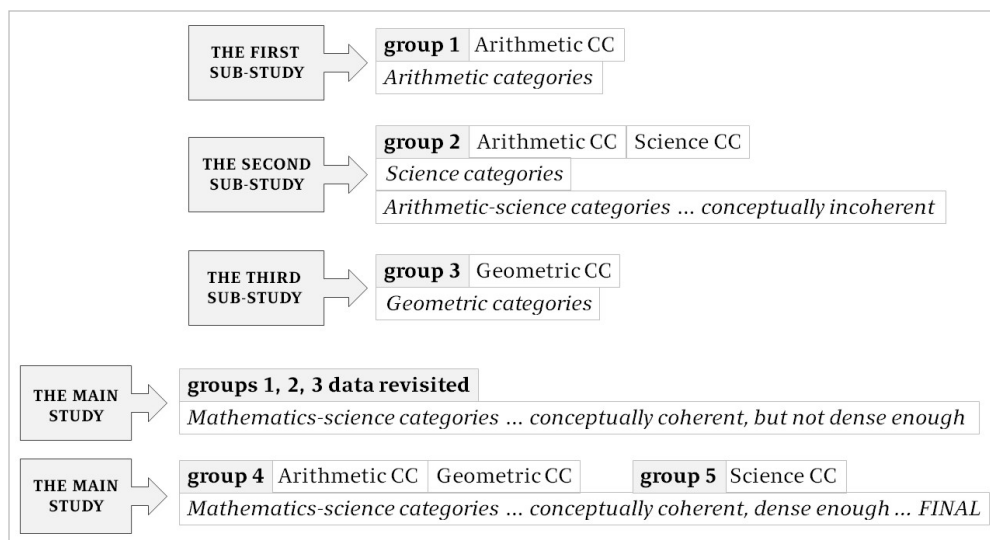 THE FIRST
SUB-STUDY
group 1 Arithmetic CC
Arithmetic categories
THE SECOND
SUB-STUDY
group 2 Arithmetic CC Science CC
Science categories
Arithmetic-science categories ... conceptually incoherent
THE THIRD
SUB-STUDY
group 3 Geometric CC
Geometric categories
THE MAIN
STUDY
groups 1, 2, 3 data revisited
Mathematics-science categories ... conceptually coherent, but not dense enough
THE MAIN
STUDY
group 4 Arithmetic CC Geometric CC group 5 Science CC
Mathematics-science categories ... conceptually coherent, dense enough ... FINAL